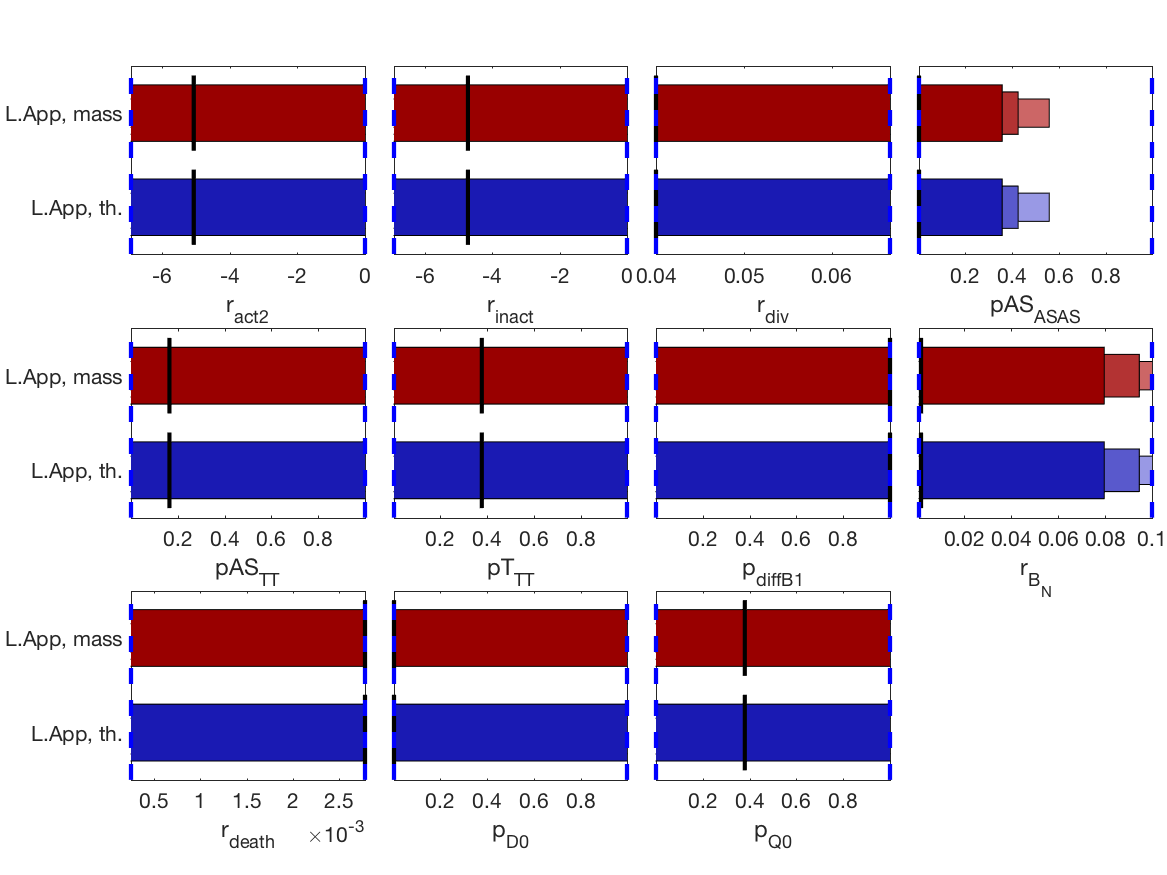 L.App, mass
L.App, th.
-6 -4 -2 0
r_act2
-6 -4 -2 0
r_inact
0.04 0.05 0.06
r_div
0.2 0.4 0.6 0.8
pAS_ASAS
L.App, mass
L.App, th.
0.2 0.4 0.6 0.8
pAS_TT
0.2 0.4 0.6 0.8
pT_TT
0.2 0.4 0.6 0.8
p_diffB1
0.02 0.04 0.06 0.08 0.1
r_B_N
L.App, mass
L.App, th.
0.5 1 1.5 2 2.5
r_death ×10^-3
0.2 0.4 0.6 0.8
p_D0
0.2 0.4 0.6 0.8
p_Q0